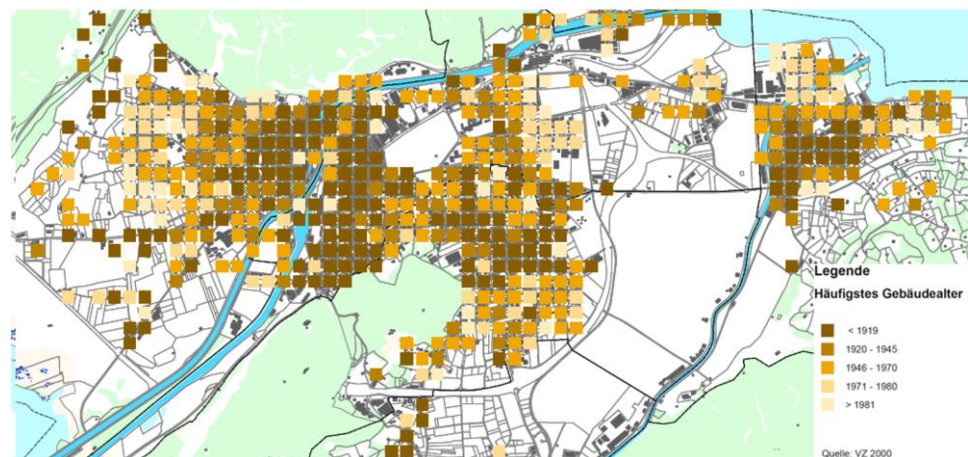 Legende
Häufigstes Gebäudealter
< 1919
1920 - 1945
1946 - 1970
1971 - 1980
> 1981
Quelle: VZ 2000